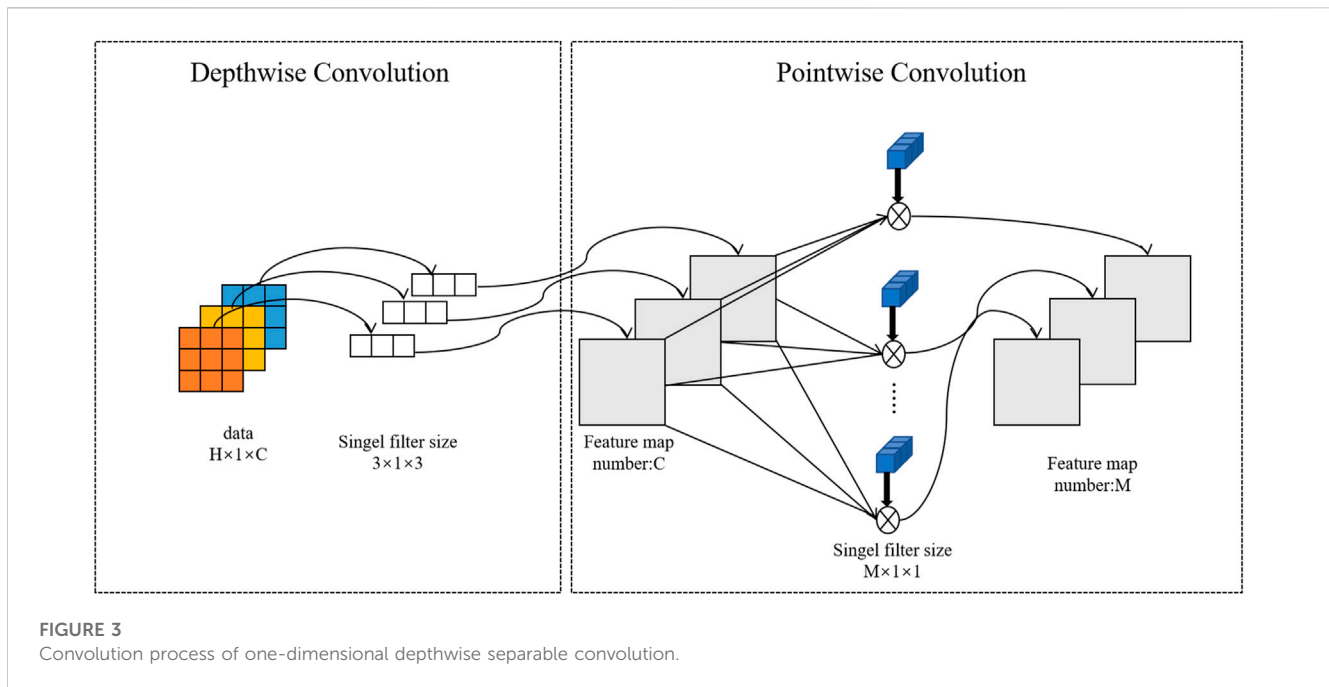 Depthwise Convolution
Pointwise Convolution
data
H×1×C
Singel filter size
3×1×3
Feature map
number:C
Singel filter size
M×1×1
Feature map
number:M
FIGURE 3
Convolution process of one-dimensional depthwise separable convolution.